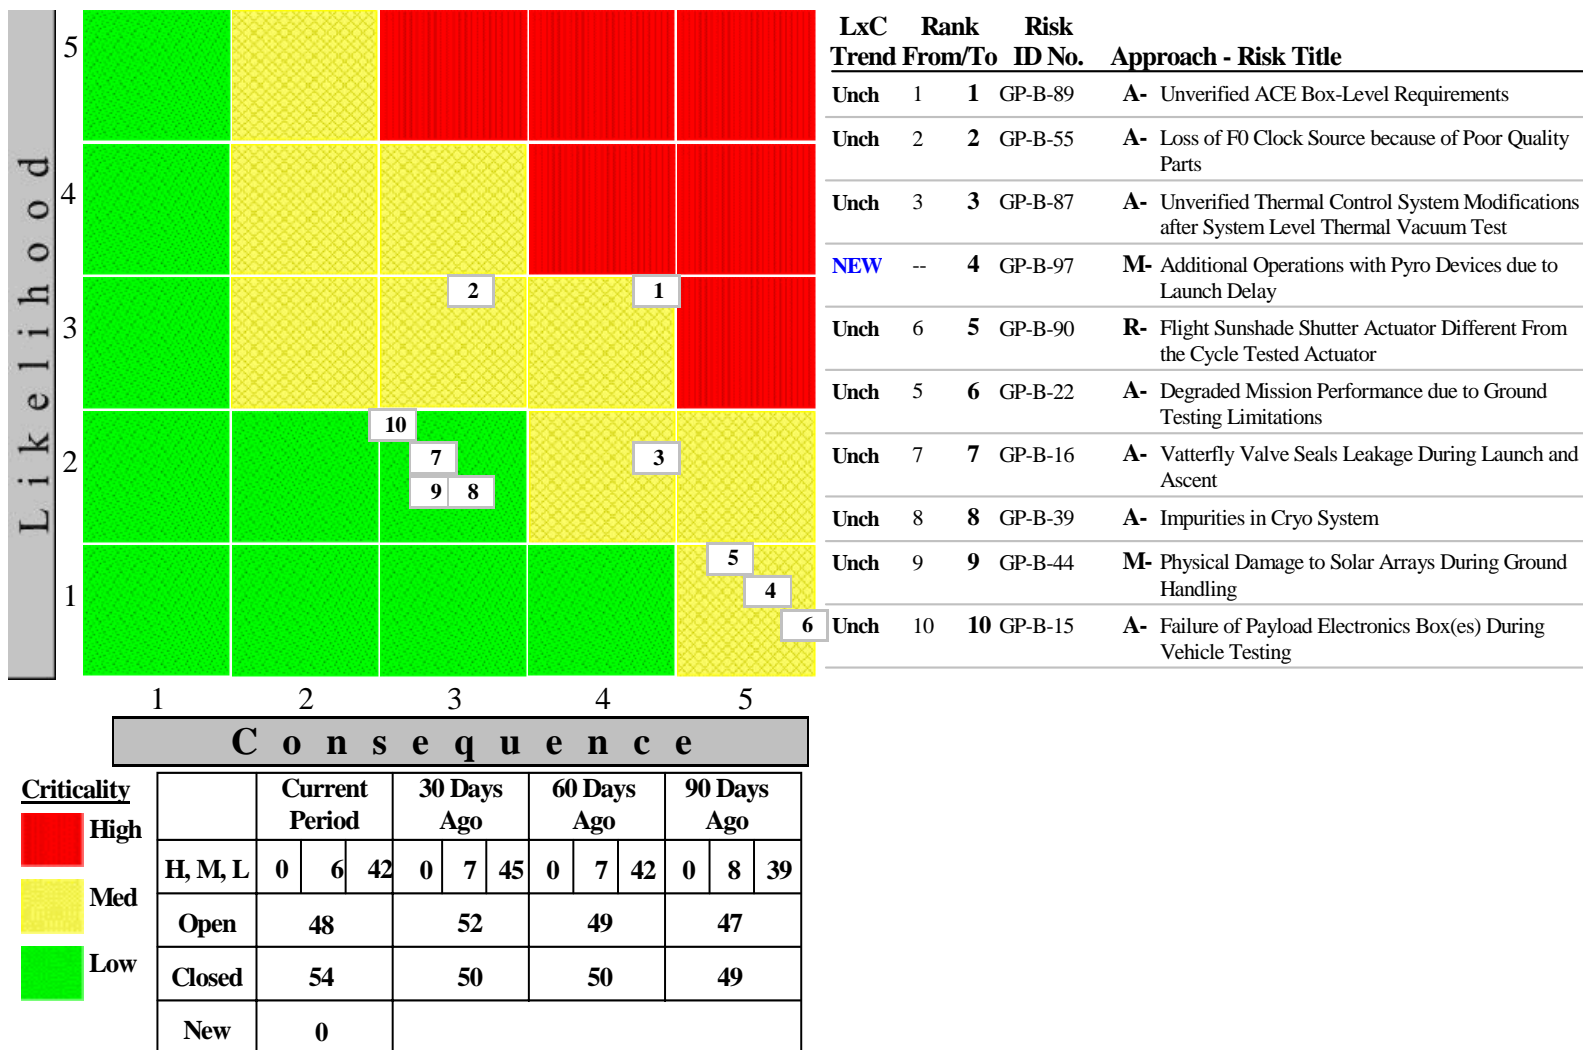 Likelihood
5
4
3
2
1
2
1
10
7
3
9
8
5
4
6
1 2 3 4 5
Consequence
LxC Rank Risk
Trend From/To ID No. Approach - Risk Title
Unch 1 1 GP-B-89 A- Unverified ACE Box-Level Requirements
Unch 2 2 GP-B-55 A- Loss of F0 Clock Source because of Poor Quality
Parts
Unch 3 3 GP-B-87 A- Unverified Thermal Control System Modifications
after System Level Thermal Vacuum Test
NEW -- 4 GP-B-97 M- Additional Operations with Pyro Devices due to
Launch Delay
Unch 6 5 GP-B-90 R- Flight Sunshade Shutter Actuator Different From
the Cycle Tested Actuator
Unch 5 6 GP-B-22 A- Degraded Mission Performance due to Ground
Testing Limitations
Unch 7 7 GP-B-16 A- Vatterfly Valve Seals Leakage During Launch and
Ascent
Unch 8 8 GP-B-39 A- Impurities in Cryo System
Unch 9 9 GP-B-44 M- Physical Damage to Solar Arrays During Ground
Handling
Unch 10 10 GP-B-15 A- Failure of Payload Electronics Box(es) During
Vehicle Testing
Criticality
High
Med
Low
Current 30 Days 60 Days 90 Days
Period Ago Ago Ago
H, M, L 0 6 42 0 7 45 0 7 42 0 8 39
Open 48 52 49 47
Closed 54 50 50 49
New 0